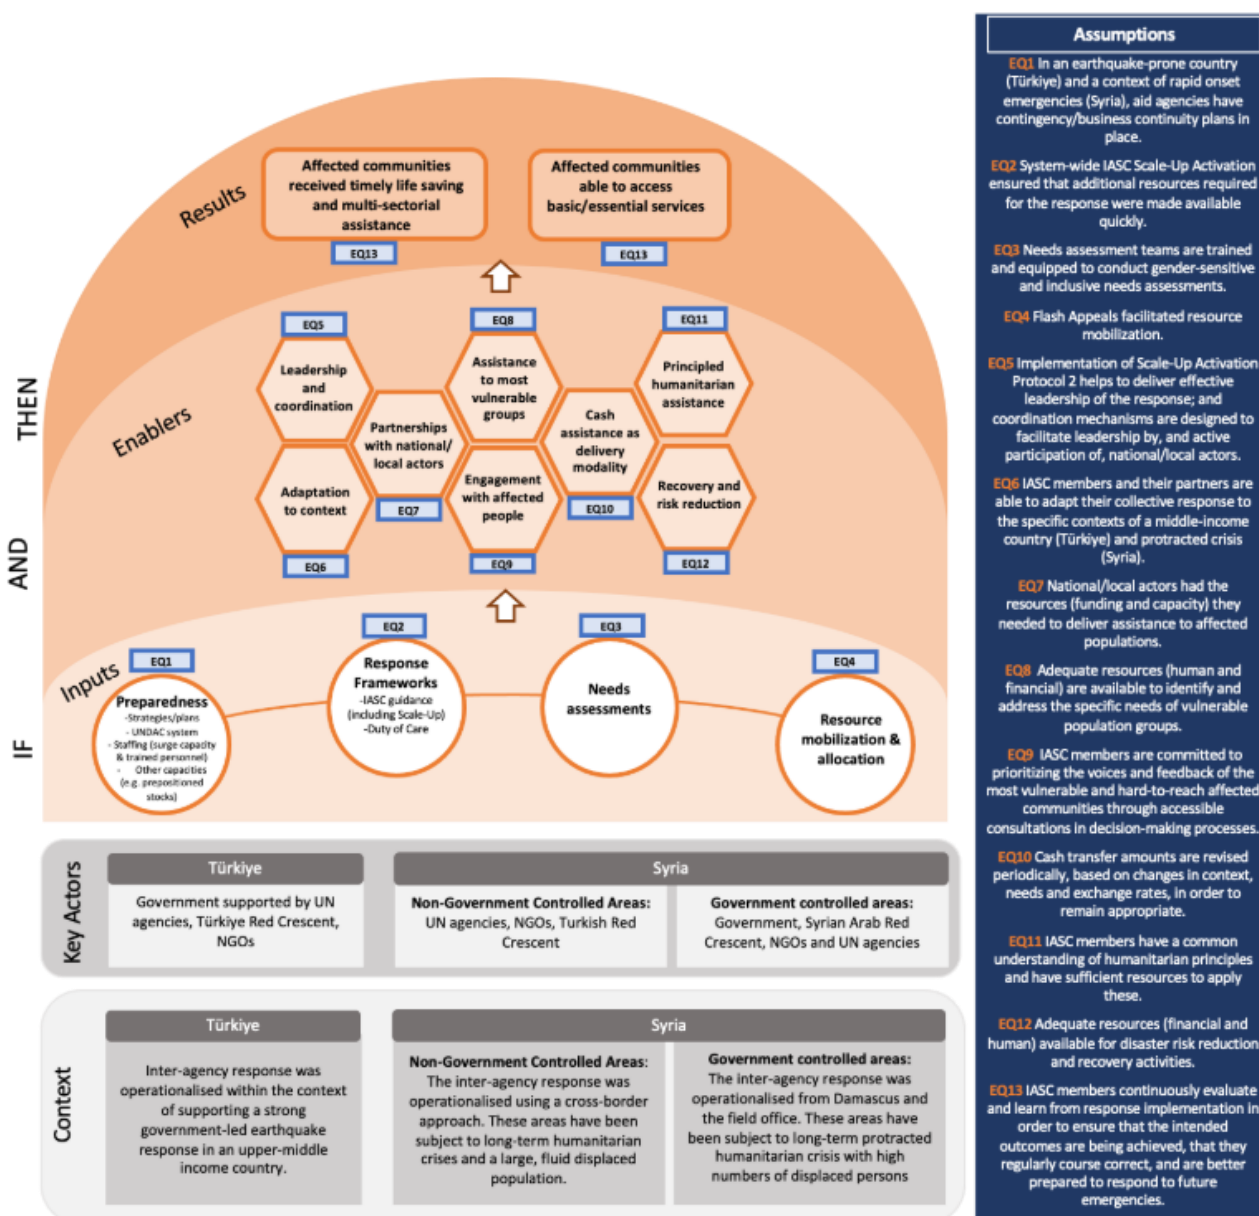 Results
Affected communities
received timely life saving
and multi-sectorial
assistance
EQ13
Affected communities
able to access
basic/essential services
EQ13
THEN
Enablers
EQ5
Leadership
and
coordination
Partnerships
with national/
local actors
EQ7
Adaptation
to context
EQ6
EQ8
Assistance
to most
vulnerable
groups
Engagement
with affected
people
EQ9
Cash
assistance as
delivery
modality
EQ10
EQ11
Principled
humanitarian
assistance
Recovery and
risk reduction
EQ12
AND
Inputs
IF
EQ1
Preparedness
-Strategies/plans
- UNDAC system
- Staffing (surge capacity
& trained personnel)
- Other capacities
(e.g. prepositioned
stocks)
EQ2
Response
Frameworks
-IASC guidance
(including Scale-Up)
-Duty of Care
EQ3
Needs
assessments
EQ4
Resource
mobilization &
allocation
Key Actors
Türkiye
Government supported by UN
agencies, Türkiye Red Crescent,
NGOs
Syria
Non-Government Controlled Areas:
UN agencies, NGOs, Turkish Red
Crescent
Government controlled areas:
Government, Syrian Arab Red
Crescent, NGOs and UN agencies
Context
Türkiye
Inter-agency response was
operationalised within the context
of supporting a strong
government-led earthquake
response in an upper-middle
income country.
Syria
Non-Government Controlled Areas:
The inter-agency response was
operationalised using a cross-border
approach. These areas have been
subject to long-term humanitarian
crises and a large, fluid displaced
population.
Government controlled areas:
The inter-agency response was
operationalised from Damascus and
the field office. These areas have
been subject to long-term protracted
humanitarian crisis with high
numbers of displaced persons
Assumptions
EQ1 In an earthquake-prone country
(Türkiye) and a context of rapid onset
emergencies (Syria), aid agencies have
contingency/business continuity plans in
place.
EQ2 System-wide IASC Scale-Up Activation
ensured that additional resources required
for the response were made available
quickly.
EQ3 Needs assessment teams are trained
and equipped to conduct gender-sensitive
and inclusive needs assessments.
EQ4 Flash Appeals facilitated resource
mobilization.
EQ5 Implementation of Scale-Up Activation
Protocol 2 helps to deliver effective
leadership of the response; and
coordination mechanisms are designed to
facilitate leadership by, and active
participation of, national/local actors.
EQ6 IASC members and their partners are
able to adapt their collective response to
the specific contexts of a middle-income
country (Türkiye) and protracted crisis
(Syria).
EQ7 National/local actors had the
resources (funding and capacity) they
needed to deliver assistance to affected
populations.
EQ8 Adequate resources (human and
financial) are available to identify and
address the specific needs of vulnerable
population groups.
EQ9 IASC members are committed to
prioritizing the voices and feedback of the
most vulnerable and hard-to-reach affected
communities through accessible
consultations in decision-making processes.
EQ10 Cash transfer amounts are revised
periodically, based on changes in context,
needs and exchange rates, in order to
remain appropriate.
EQ11 IASC members have a common
understanding of humanitarian principles
and have sufficient resources to apply
these.
EQ12 Adequate resources (financial and
human) available for disaster risk reduction
and recovery activities.
EQ13 IASC members continuously evaluate
and learn from response implementation in
order to ensure that the intended
outcomes are being achieved, that they
regularly course correct, and are better
prepared to respond to future
emergencies.